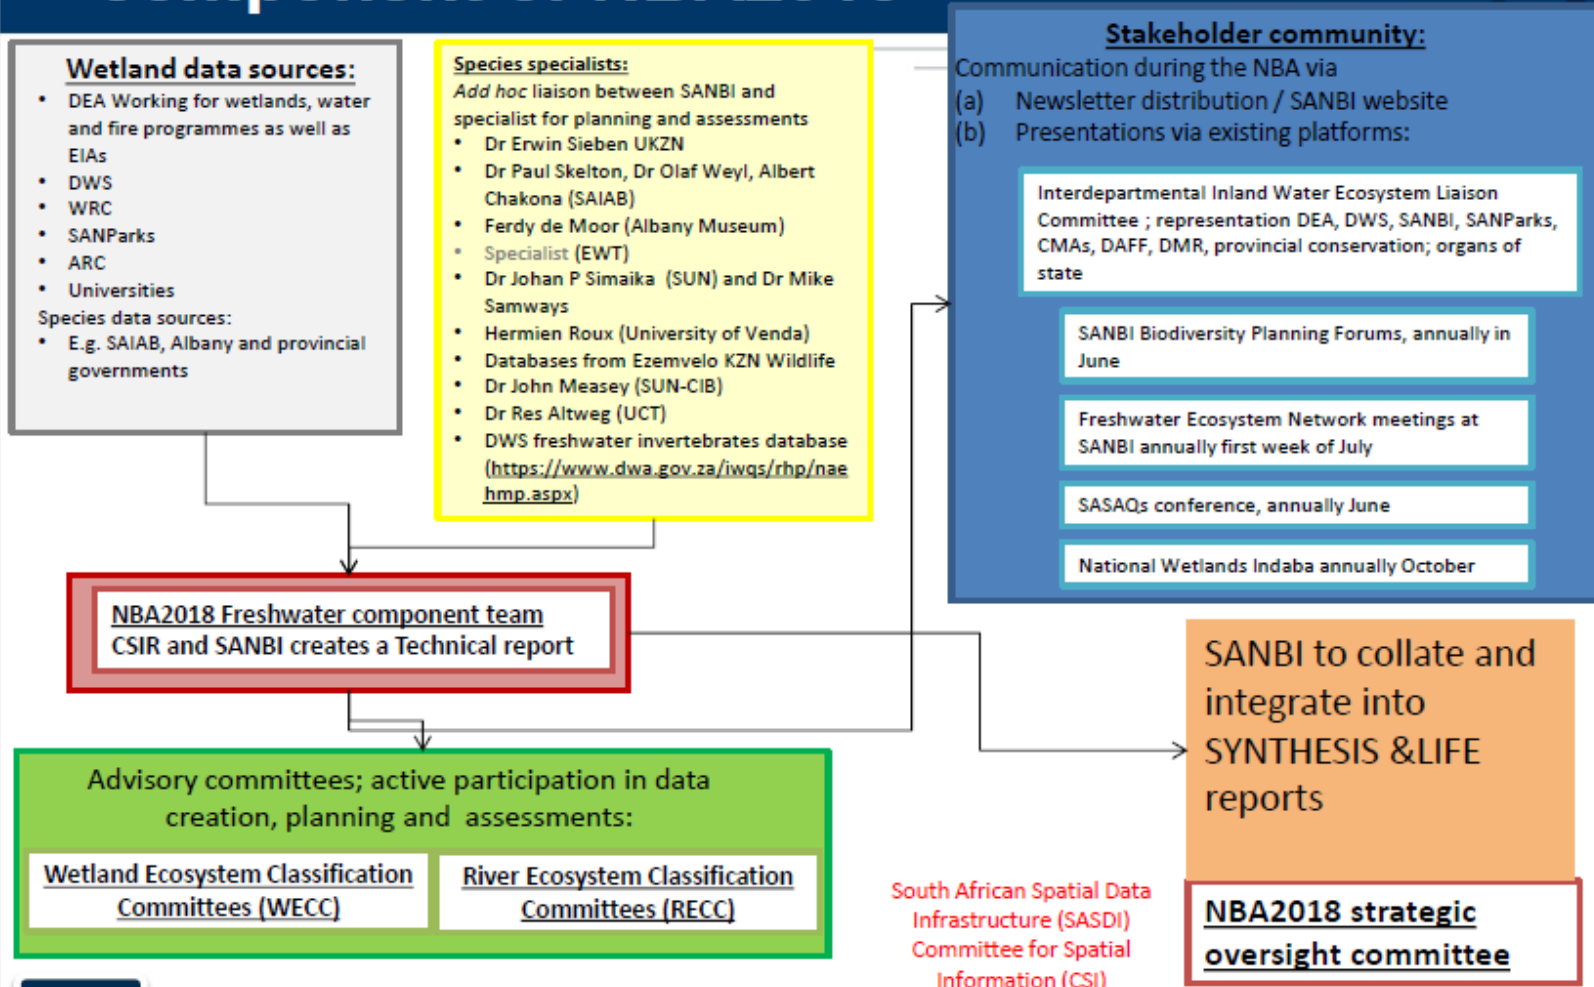 Wetland data sources:
• DEA Working for wetlands, water
and fire programmes as well as
EIAs
• DWS
• WRC
• SANParks
• ARC
• Universities
Species data sources:
• E.g. SAIAB, Albany and provincial
governments
Species specialists:
Add hoc liaison between SANBI and
specialist for planning and assessments
• Dr Erwin Sieben UKZN
• Dr Paul Skelton, Dr Olaf Weyl, Albert
Chakona (SAIAB)
• Ferdy de Moor (Albany Museum)
• Specialist (EWT)
• Dr Johan P Simaika (SUN) and Dr Mike
Samways
• Hermien Roux (University of Venda)
• Databases from Ezemvelo KZN Wildlife
• Dr John Measey (SUN-CIB)
• Dr Res Altweg (UCT)
• DWS freshwater invertebrates database
(https://www.dwa.gov.za/iwqs/rhp/nae
hmp.aspx)
Stakeholder community:
Communication during the NBA via
(a) Newsletter distribution / SANBI website
(b) Presentations via existing platforms:
Interdepartmental Inland Water Ecosystem Liaison
Committee ; representation DEA, DWS, SANBI, SANParks,
CMAs, DAFF, DMR, provincial conservation; organs of
state
SANBI Biodiversity Planning Forums, annually in
June
Freshwater Ecosystem Network meetings at
SANBI annually first week of July
SASAQs conference, annually June
National Wetlands Indaba annually October
NBA2018 Freshwater component team
CSIR and SANBI creates a Technical report
SANBI to collate and
integrate into
SYNTHESIS &LIFE
reports
Advisory committees; active participation in data
creation, planning and assessments:
Wetland Ecosystem Classification
Committees (WECC)
River Ecosystem Classification
Committees (RECC)
South African Spatial Data
Infrastructure (SASDI)
Committee for Spatial
Information (CSI)
NBA2018 strategic
oversight committee